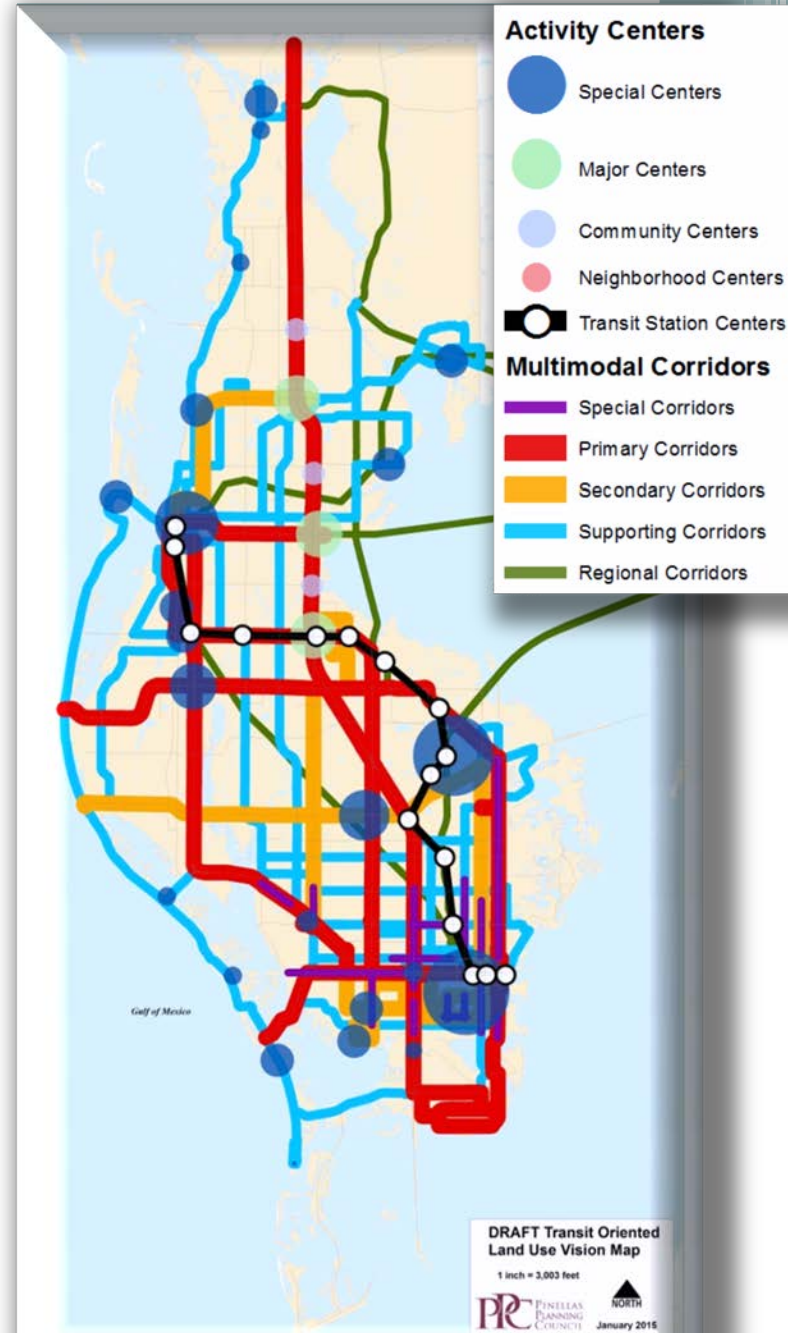 Activity Centers
Special Centers
Major Centers
Community Centers
Neighborhood Centers
Transit Station Centers
Multimodal Corridors
Special Corridors
Primary Corridors
Secondary Corridors
Supporting Corridors
Regional Corridors
Gulf of Mexico
DRAFT Transit Oriented
Land Use Vision Map
1 inch = 3,003 feet
PPC PINELLAS
PLANNING
COUNCIL
NORTH
January 2015